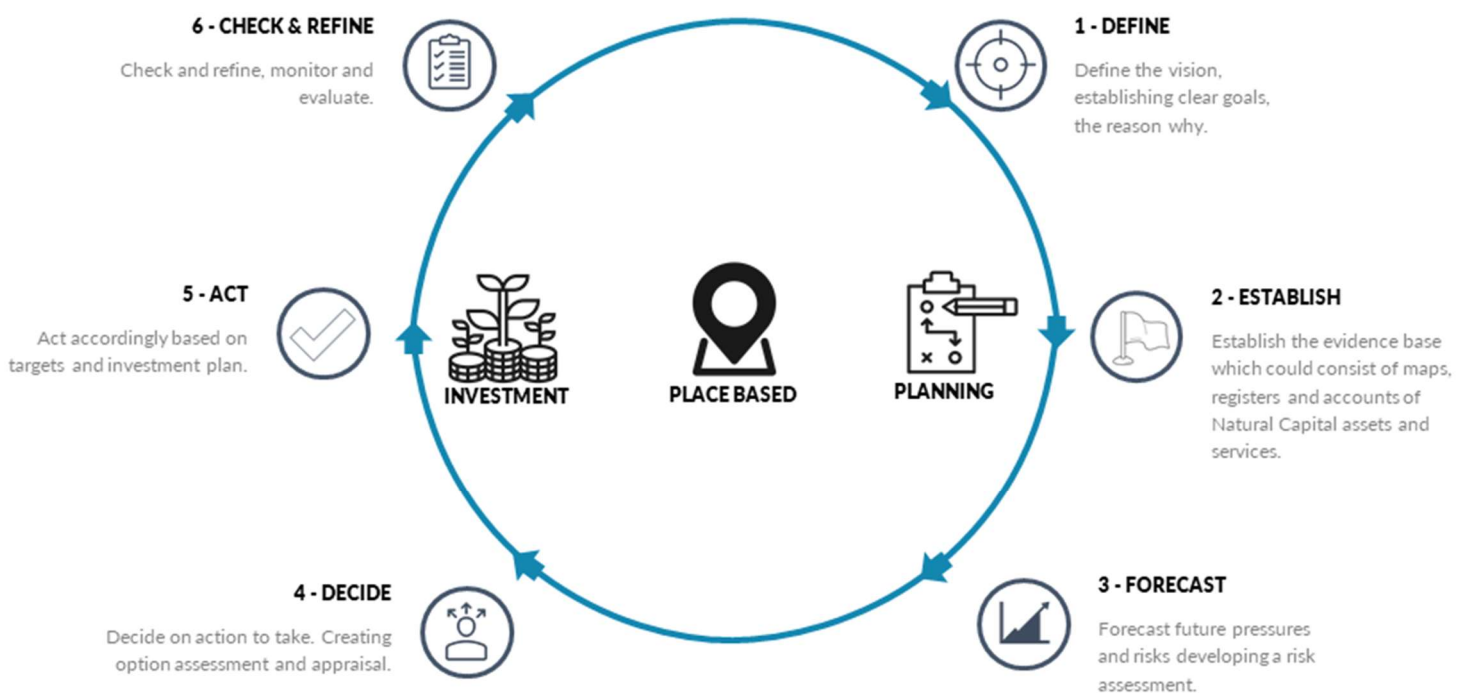 1 - DEFINE
Define the vision,
establishing clear goals,
the reason why.
2 - ESTABLISH
Establish the evidence base
which could consist of maps,
registers and accounts of
Natural Capital assets and
services.
3 - FORECAST
Forecast future pressures
and risks developing a risk
assessment.
4 - DECIDE
Decide on action to take. Creating
option assessment and appraisal.
5 - ACT
Act accordingly based on
targets and investment plan.
6 - CHECK & REFINE
Check and refine, monitor and
evaluate.
INVESTMENT
PLACE BASED
PLANNING